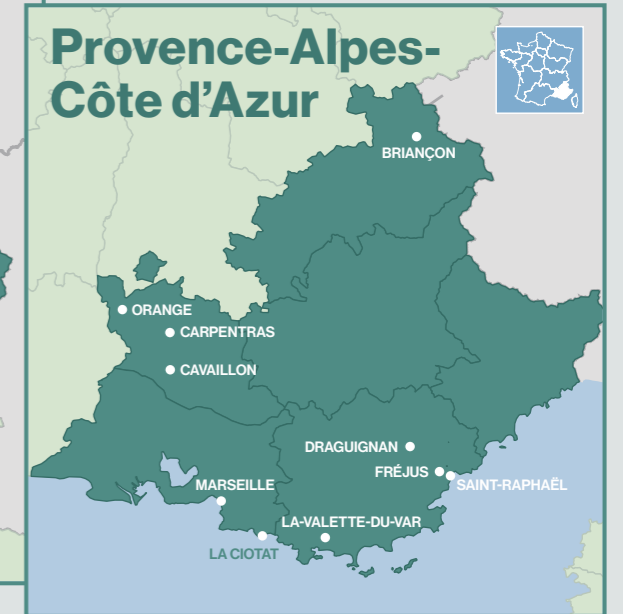 Provence-Alpes-
Côte d'Azur
BRIANÇON
ORANGE
CARPENTRAS
CAVAILLON
DRAGUIGNAN
FRÉJUS
SAINT-RAPHAËL
MARSEILLE
LA-VALETTE-DU-VAR
LA CIOTAT